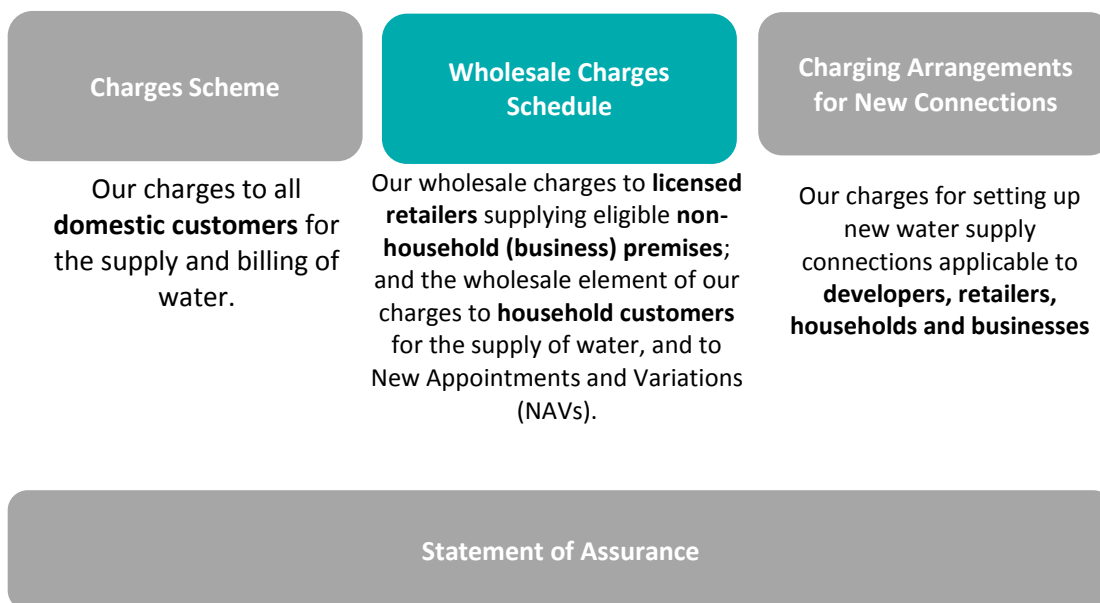 Charges Scheme
Our charges to all
domestic customers for
the supply and billing of
water.
Wholesale Charges
Schedule
Our wholesale charges to licensed
retailers supplying eligible non-
household (business) premises;
and the wholesale element of our
charges to household customers
for the supply of water, and to
New Appointments and Variations
(NAVs).
Charging Arrangements
for New Connections
Our charges for setting up
new water supply
connections applicable to
developers, retailers,
households and businesses
Statement of Assurance